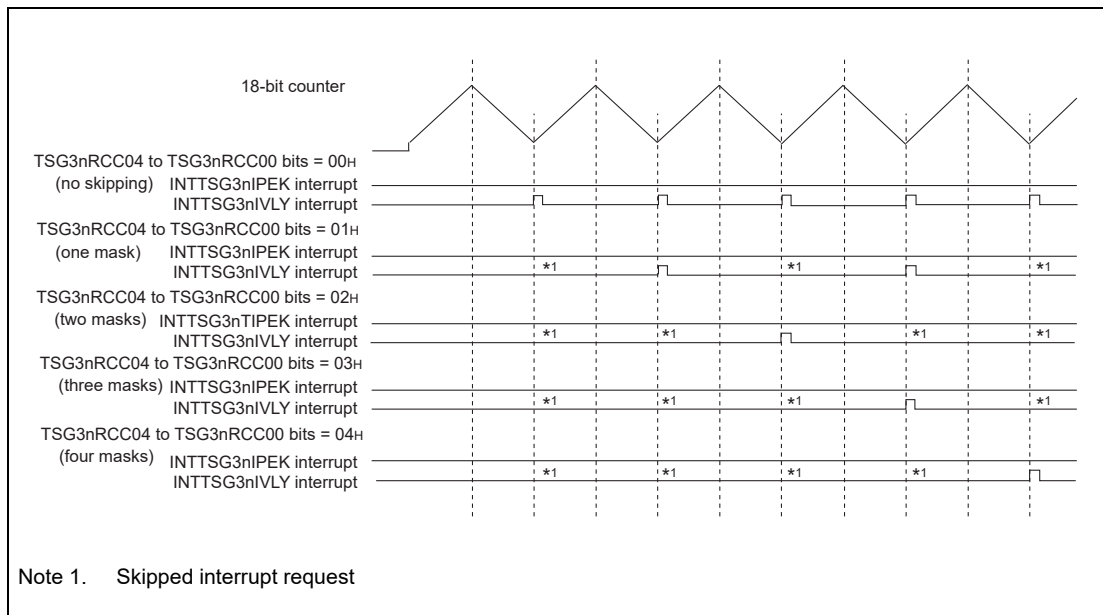 18-bit counter
TSG3nRCC04 to TSG3nRCC00 bits = 00H
(no skipping) INTTSG3nIPEK interrupt
INTTSG3nIVLY interrupt
TSG3nRCC04 to TSG3nRCC00 bits = 01H
(one mask) INTTSG3nIPEK interrupt
INTTSG3nIVLY interrupt *1 *1 *1
TSG3nRCC04 to TSG3nRCC00 bits = 02H
(two masks) INTTSG3nTIPEK interrupt
INTTSG3nIVLY interrupt *1 *1 *1 *1
TSG3nRCC04 to TSG3nRCC00 bits = 03H
(three masks) INTTSG3nIPEK interrupt
INTTSG3nIVLY interrupt *1 *1 *1 *1
TSG3nRCC04 to TSG3nRCC00 bits = 04H
(four masks) INTTSG3nIPEK interrupt
INTTSG3nIVLY interrupt *1 *1 *1 *1
Note 1. Skipped interrupt request